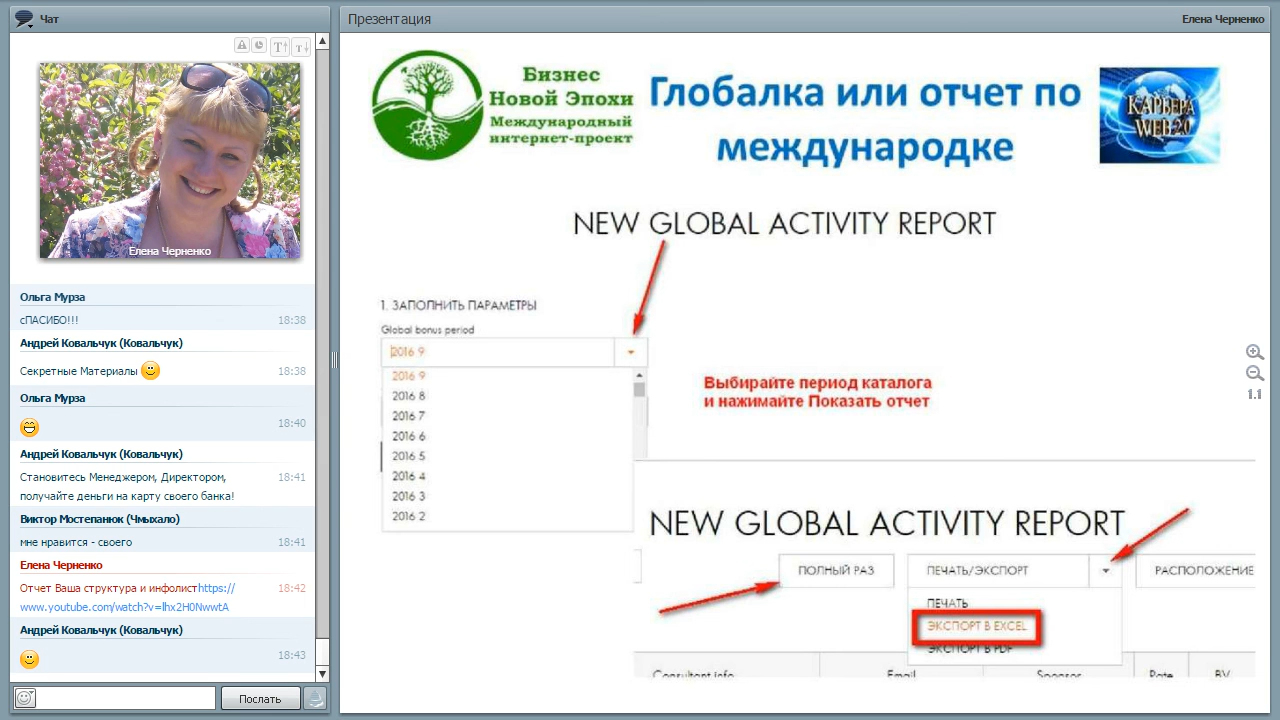 Чат
Елена Черненко
Ольга Мурза
сПАСИБО!!!
18:38
Андрей Ковальчук (Ковальчук)
Секретные Материалы
18:38
Ольга Мурза
18:40
Андрей Ковальчук (Ковальчук)
Становитесь Менеджером, Директором,
18:41
получайте деньги на карту своего банка!
Виктор Мостепанюк (Чмыхало)
мне нравится - своего
18:41
Елена Черненко
Отчет Ваша структура и инфолистhttps://
18:42
www.youtube.com/watch?v=lhx2H0NwwtA
Андрей Ковальчук (Ковальчук)
18:43
Послать
Презентация
Елена Черненко
Бизнес
Новой Эпохи
Международный
интернет-проект
Глобалка или отчет по
международке
КАРЬЕРА
WEB 2.0
NEW GLOBAL ACTIVITY REPORT
1. ЗАПОЛНИТЬ ПАРАМЕТРЫ
Global bonus period
2016 9
2016 9
2016 8
2016 7
2016 6
2016 5
2016 4
2016 3
2016 2
Выбирайте период каталога
и нажимайте Показать отчет
1.1
NEW GLOBAL ACTIVITY REPORT
ПОЛНЫЙ РАЗ
ПЕЧАТЬ/ЭКСПОРТ
РАСПОЛОЖЕНИЕ
ПЕЧАТЬ
ЭКСПОРТ В EXCEL
ЭКСПОРТ В PDF
Consultant info
Email
Sponsor
Rate
BV